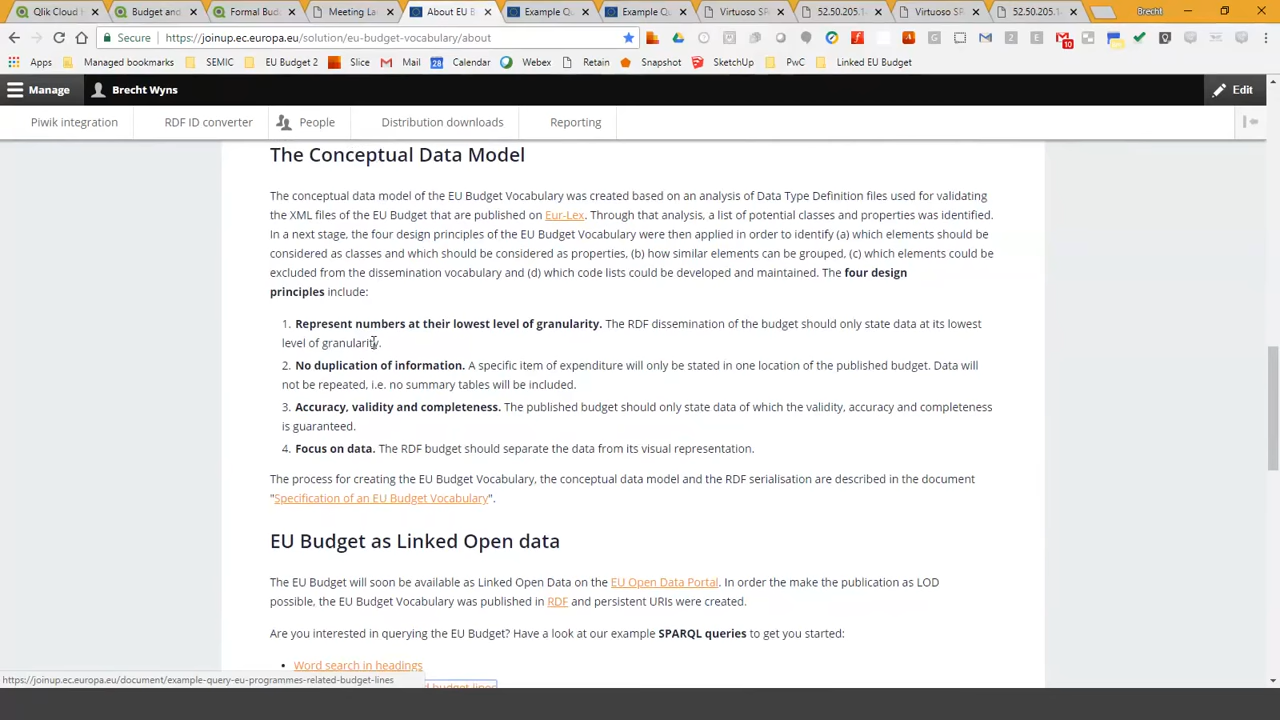 Qlik Cloud
Budget and
Formal Bud
Meeting La
About EU B
Example Qu
Example Qu
Virtuoso SP
52.50.205.1
Virtuoso SP
52.50.205.1
Brecht
Secure
https://joinup.ec.europa.eu/solution/eu-budget-vocabulary/about
10
Apps
Managed bookmarks
SEMIC
EU Budget 2
Slice
Mail
28
Calendar
Webex
Retain
Snapshot
SketchUp
PwC
Linked EU Budget
Manage
Brecht Wyns
Edit
Piwik integration
RDF ID converter
People
Distribution downloads
Reporting
The Conceptual Data Model
The conceptual data model of the EU Budget Vocabulary was created based on an analysis of Data Type Definition files used for validating
the XML files of the EU Budget that are published on Eur-Lex. Through that analysis, a list of potential classes and properties was identified.
In a next stage, the four design principles of the EU Budget Vocabulary were then applied in order to identify (a) which elements should be
considered as classes and which should be considered as properties, (b) how similar elements can be grouped, (c) which elements could be
excluded from the dissemination vocabulary and (d) which code lists could be developed and maintained. The four design
principles include:
1. Represent numbers at their lowest level of granularity. The RDF dissemination of the budget should only state data at its lowest
level of granularity.
2. No duplication of information. A specific item of expenditure will only be stated in one location of the published budget. Data will
not be repeated, i.e. no summary tables will be included.
3. Accuracy, validity and completeness. The published budget should only state data of which the validity, accuracy and completeness
is guaranteed.
4. Focus on data. The RDF budget should separate the data from its visual representation.
The process for creating the EU Budget Vocabulary, the conceptual data model and the RDF serialisation are described in the document
"Specification of an EU Budget Vocabulary".
EU Budget as Linked Open data
The EU Budget will soon be available as Linked Open Data on the EU Open Data Portal. In order the make the publication as LOD
possible, the EU Budget Vocabulary was published in RDF and persistent URIs were created.
Are you interested in querying the EU Budget? Have a look at our example SPARQL queries to get you started:
• Word search in headings
https://joinup.ec.europa.eu/document/example-query-eu-programmes-related-budget-lines
d budget lines